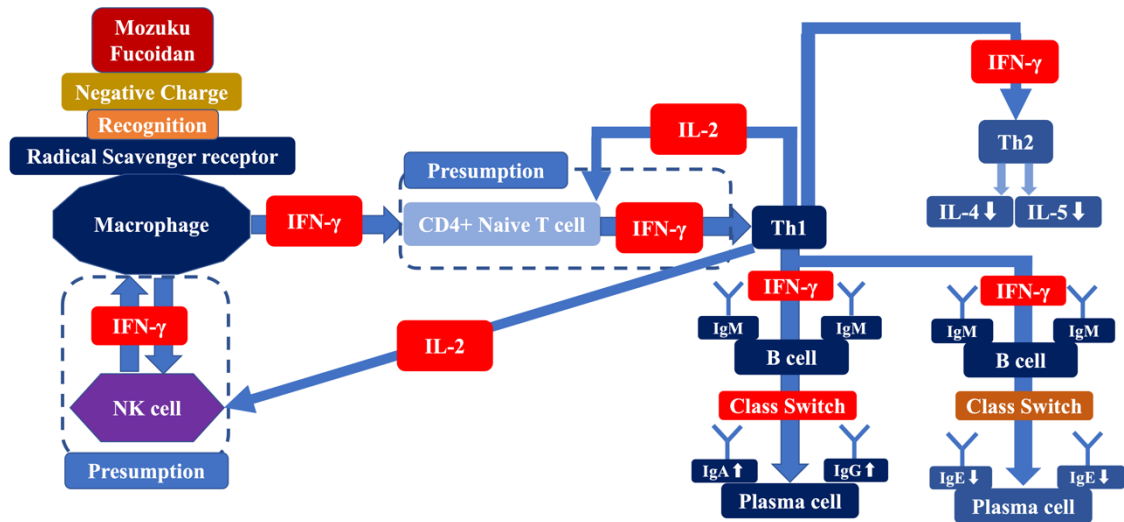 Mozuku
Fucoidan
Negative Charge
Recognition
Radical Scavenger receptor
Macrophage
IFN-γ
Presumption
CD4+ Naive T cell
IFN-γ
IL-2
Th1
IFN-γ
Th2
IL-4⬇
IL-5⬇
IFN-γ
NK cell
Presumption
IL-2
IFN-γ
IgM
IgM
B cell
Class Switch
IgA⬆
IgG⬆
Plasma cell
IFN-γ
IgM
IgM
B cell
Class Switch
IgE⬇
IgE⬇
Plasma cell